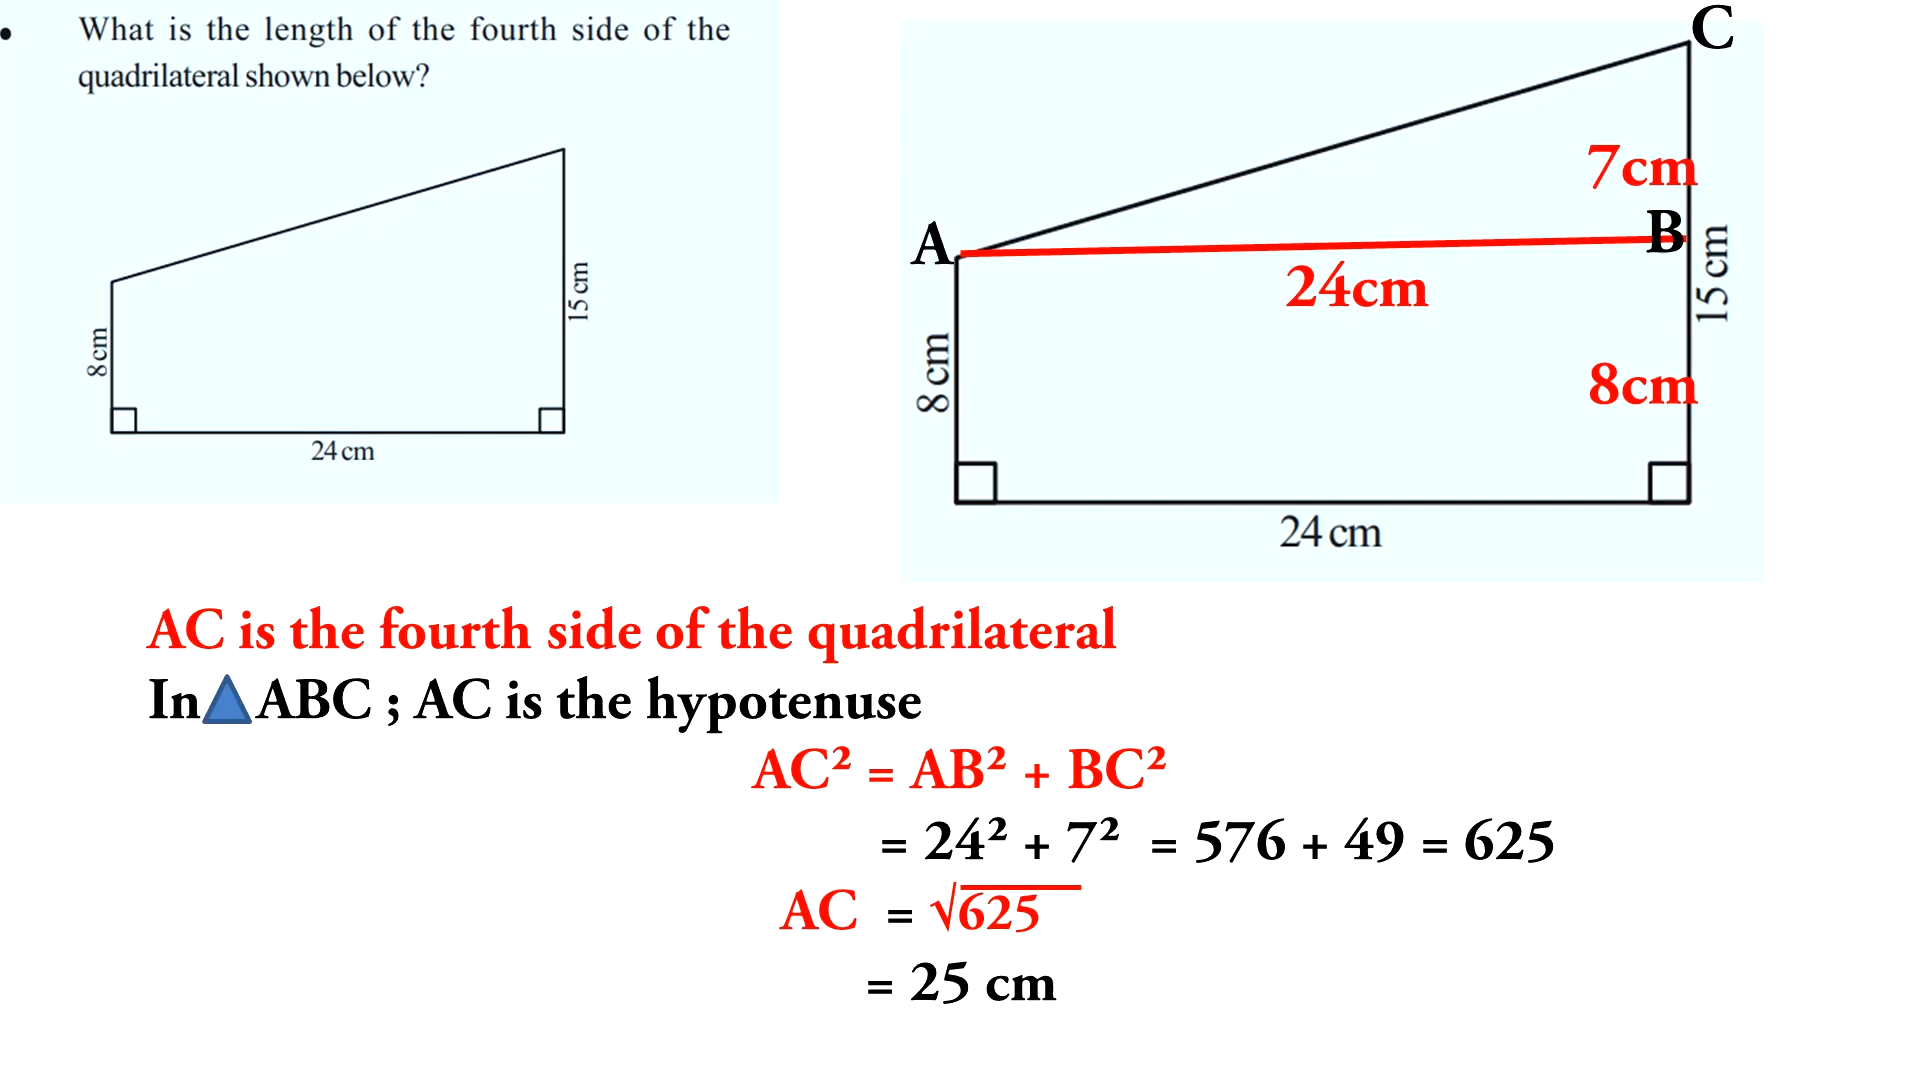 • What is the length of the fourth side of the
quadrilateral shown below?
15 cm
8 cm
24 cm
C
7cm
A
B
24cm
15 cm
8 cm
8cm
24 cm
AC is the fourth side of the quadrilateral
In ABC ; AC is the hypotenuse
AC² = AB² + BC²
= 24² + 7² = 576 + 49 = 625
AC = √625
= 25 cm